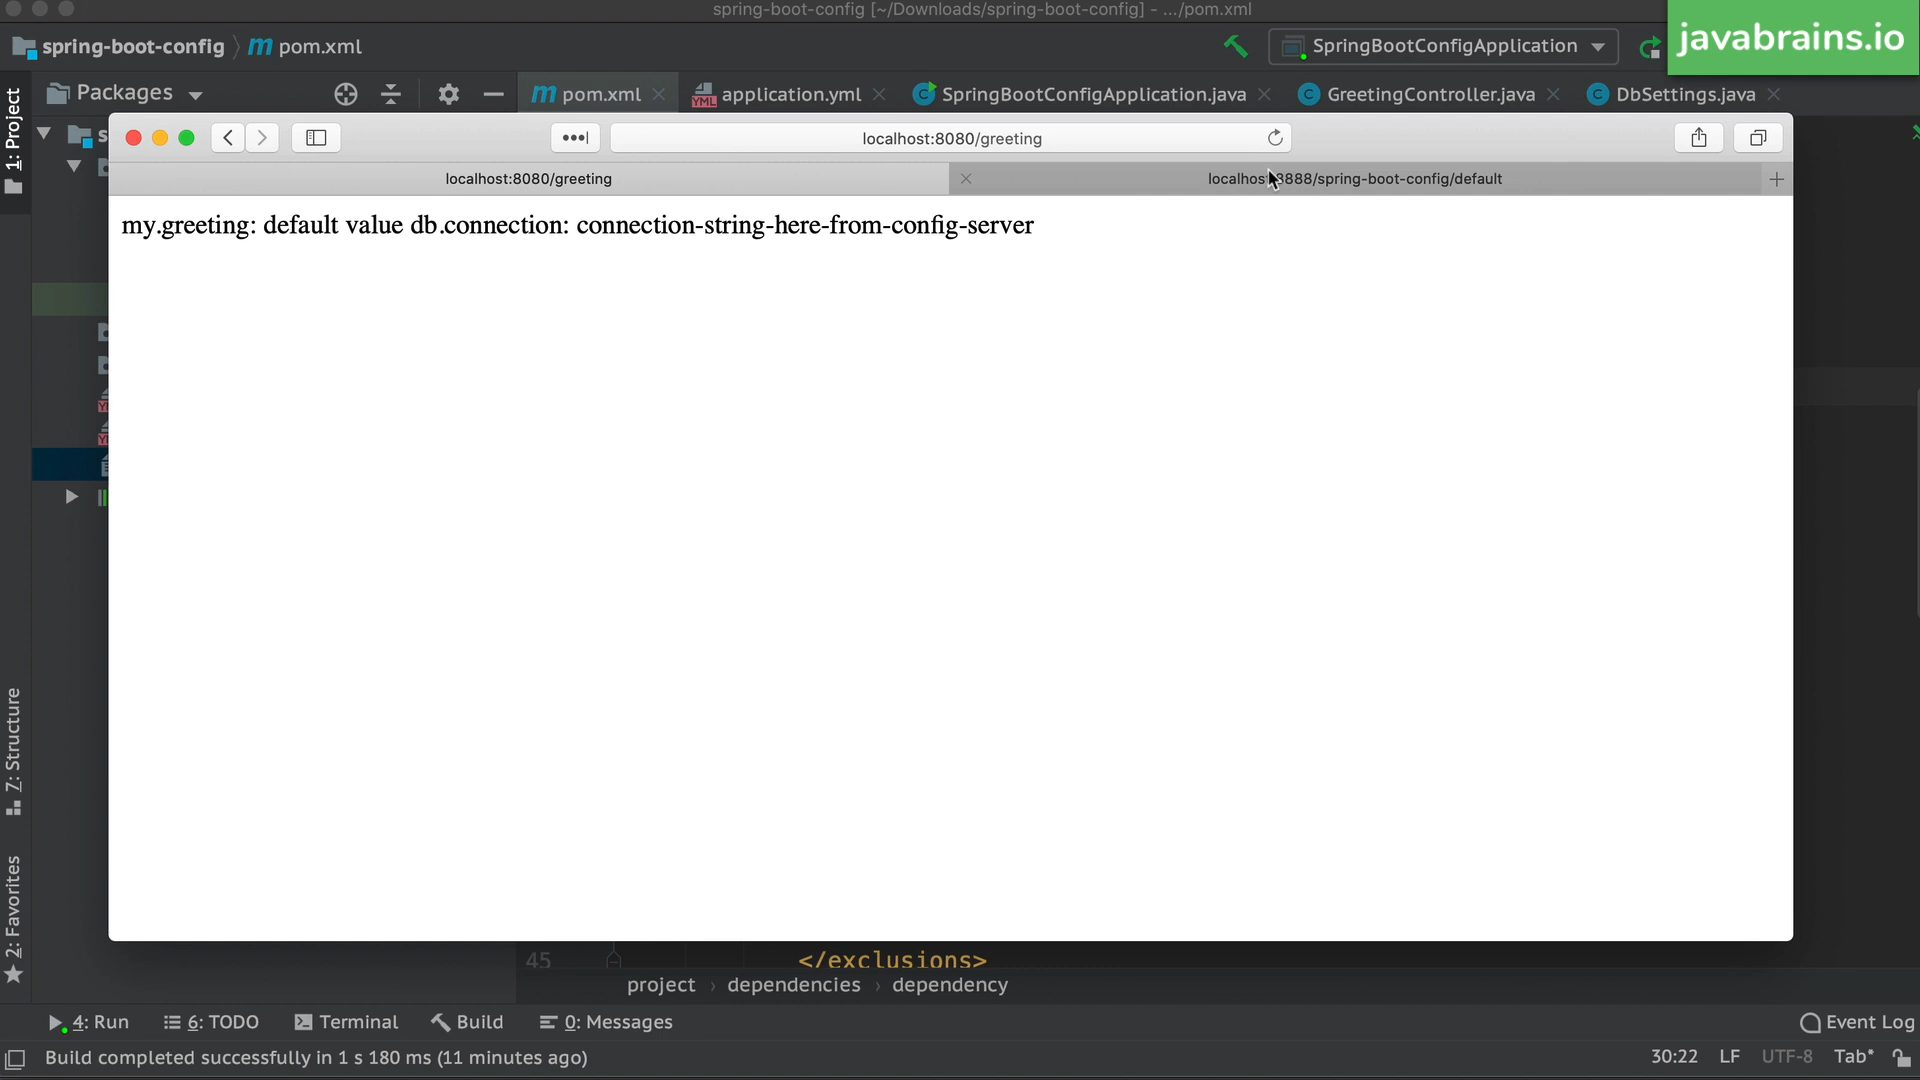 spring-boot-config [~/Downloads/spring-boot-config] - .../pom.xml
spring-boot-config
pom.xml
SpringBootConfigApplication
javabrains.io
1: Project
Packages
pom.xml
application.yml
SpringBootConfigApplication.java
GreetingController.java
DbSettings.java
localhost:8080/greeting
localhost:8080/greeting
localhost:8888/spring-boot-config/default
my.greeting: default value db.connection: connection-string-here-from-config-server
7: Structure
2: Favorites
45
</exclusions>
project › dependencies › dependency
4: Run
6: TODO
Terminal
Build
0: Messages
Event Log
Build completed successfully in 1 s 180 ms (11 minutes ago)
30:22
LF
UTF-8
Tab*